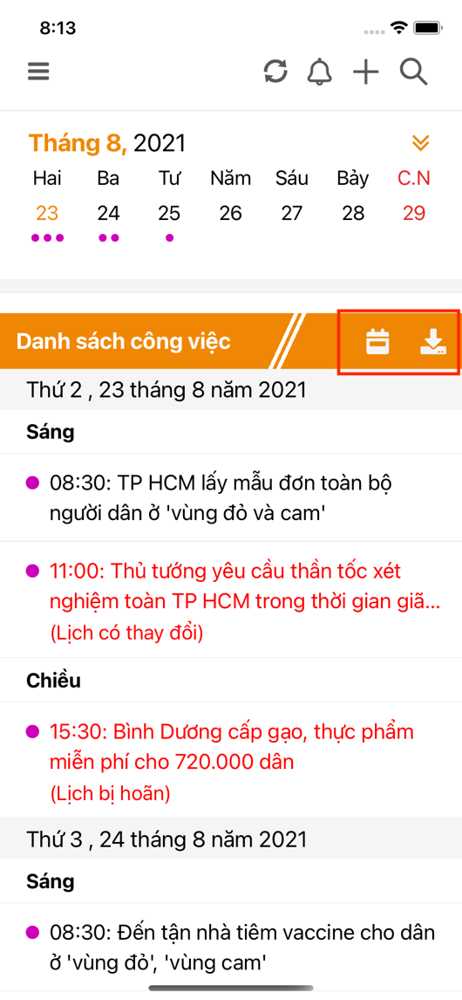 8:13
Tháng 8, 2021
Hai Ba Tư Năm Sáu Bảy C.N
23 24 25 26 27 28 29
Danh sách công việc
Thứ 2 , 23 tháng 8 năm 2021
Sáng
08:30: TP HCM lấy mẫu đơn toàn bộ
người dân ở 'vùng đỏ và cam'
11:00: Thủ tướng yêu cầu thần tốc xét
nghiệm toàn TP HCM trong thời gian giã...
(Lịch có thay đổi)
Chiều
15:30: Bình Dương cấp gạo, thực phẩm
miễn phí cho 720.000 dân
(Lịch bị hoãn)
Thứ 3 , 24 tháng 8 năm 2021
Sáng
08:30: Đến tận nhà tiêm vaccine cho dân
ở 'vùng đỏ', 'vùng cam'